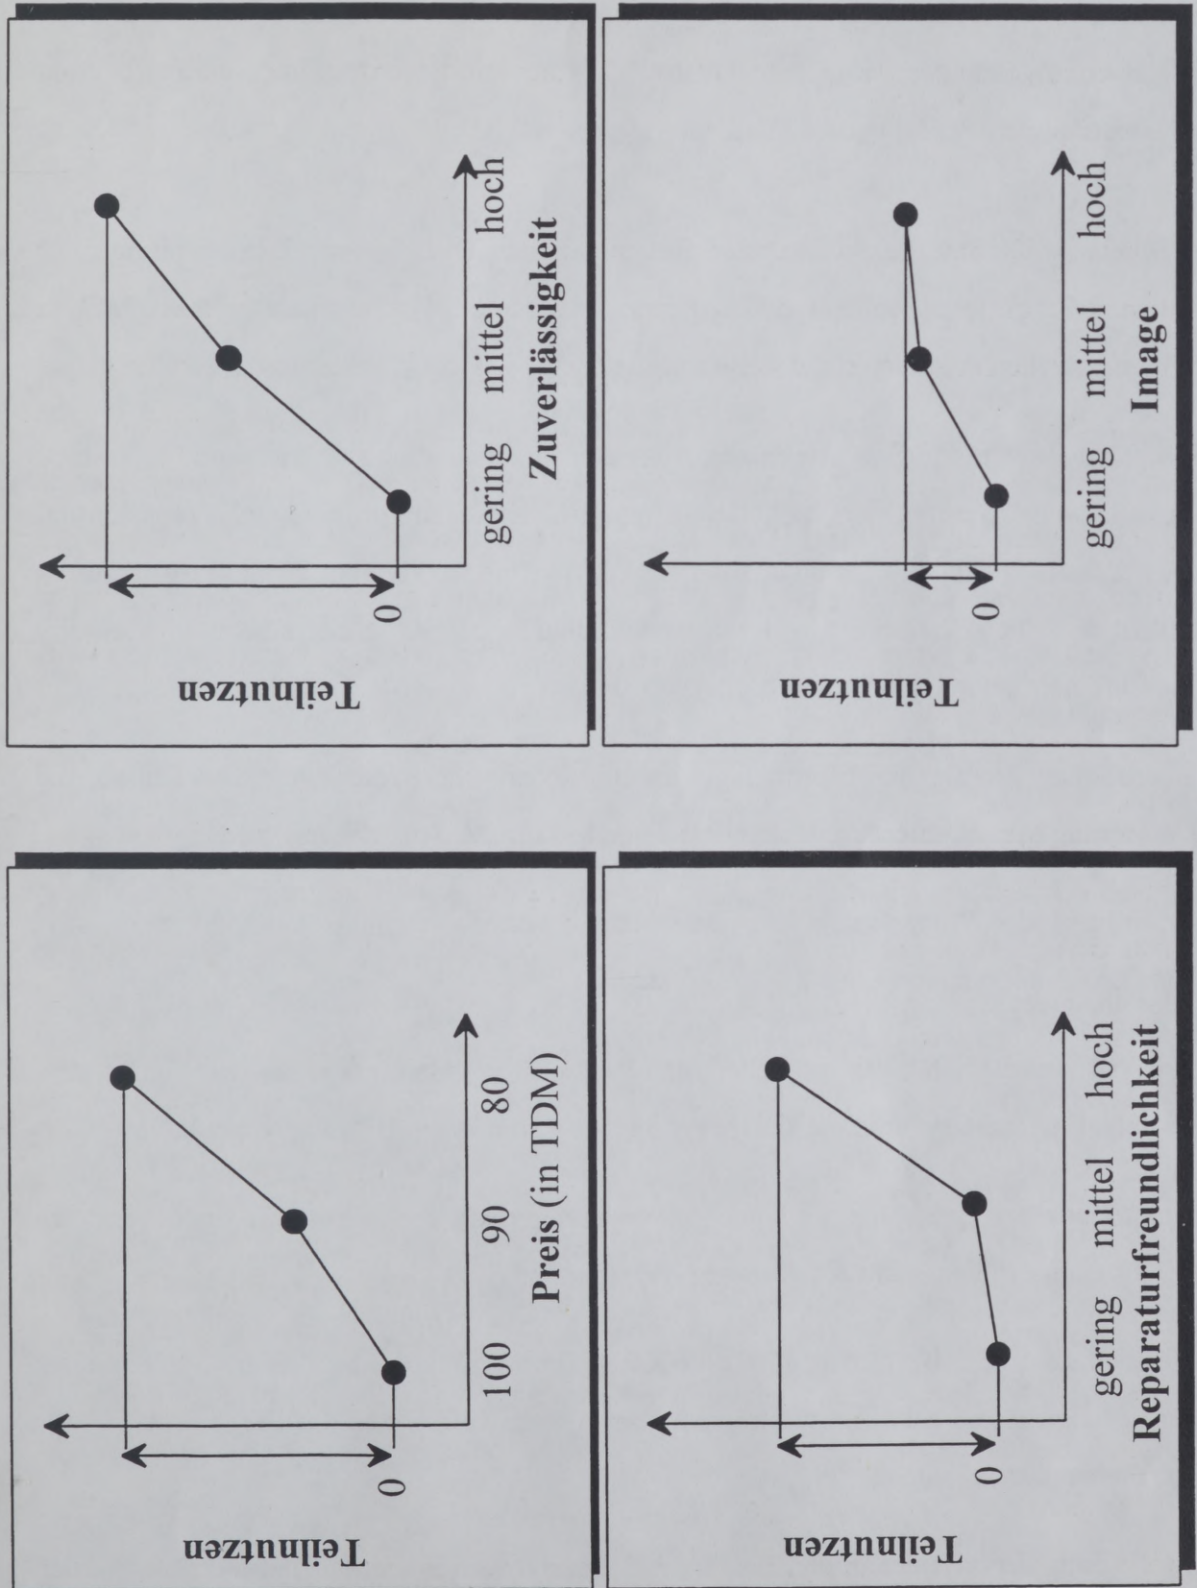 Teilnutzen
0
100 90 80
Preis (in TDM)
Teilnutzen
0
gering mittel hoch
Zuverlässigkeit
Teilnutzen
0
gering mittel hoch
Reparaturfreundlichkeit
Teilnutzen
0
gering mittel hoch
Image